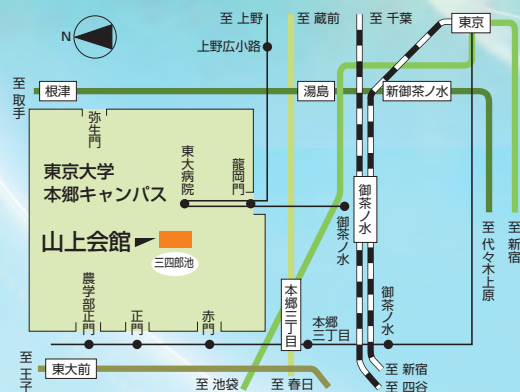 N
至 上野
至 蔵前
至 千葉
東京
上野広小路
至 取手
根津
湯島
新御茶ノ水
弥生門
東京大学
本郷キャンパス
東大病院
龍岡門
御茶ノ水
御茶ノ水
至 代々木上原
至 新宿
山上会館
三四郎池
農学部正門
正門
赤門
本郷三丁目
本郷
三丁目
御茶ノ水
至 王子
東大前
至 池袋
至 春日
至 新宿
至 四谷